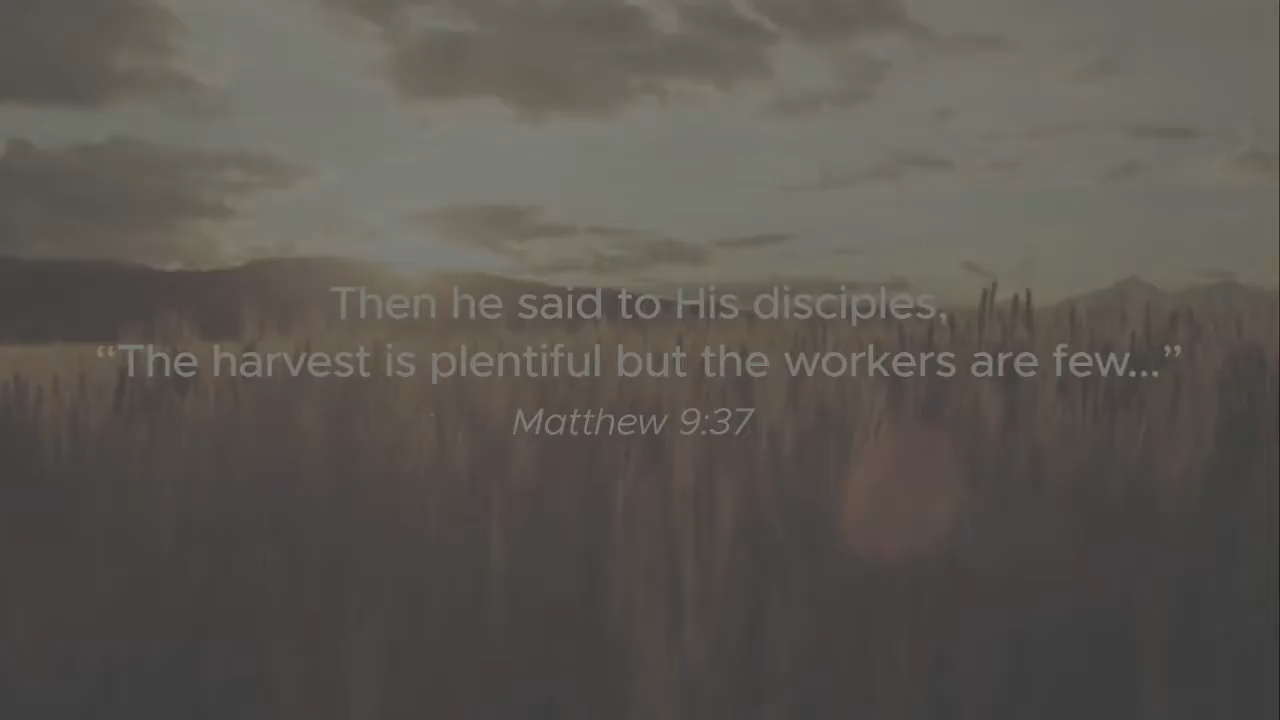 Then he said to His disciples,
“The harvest is plentiful but the workers are few...”
Matthew 9:37